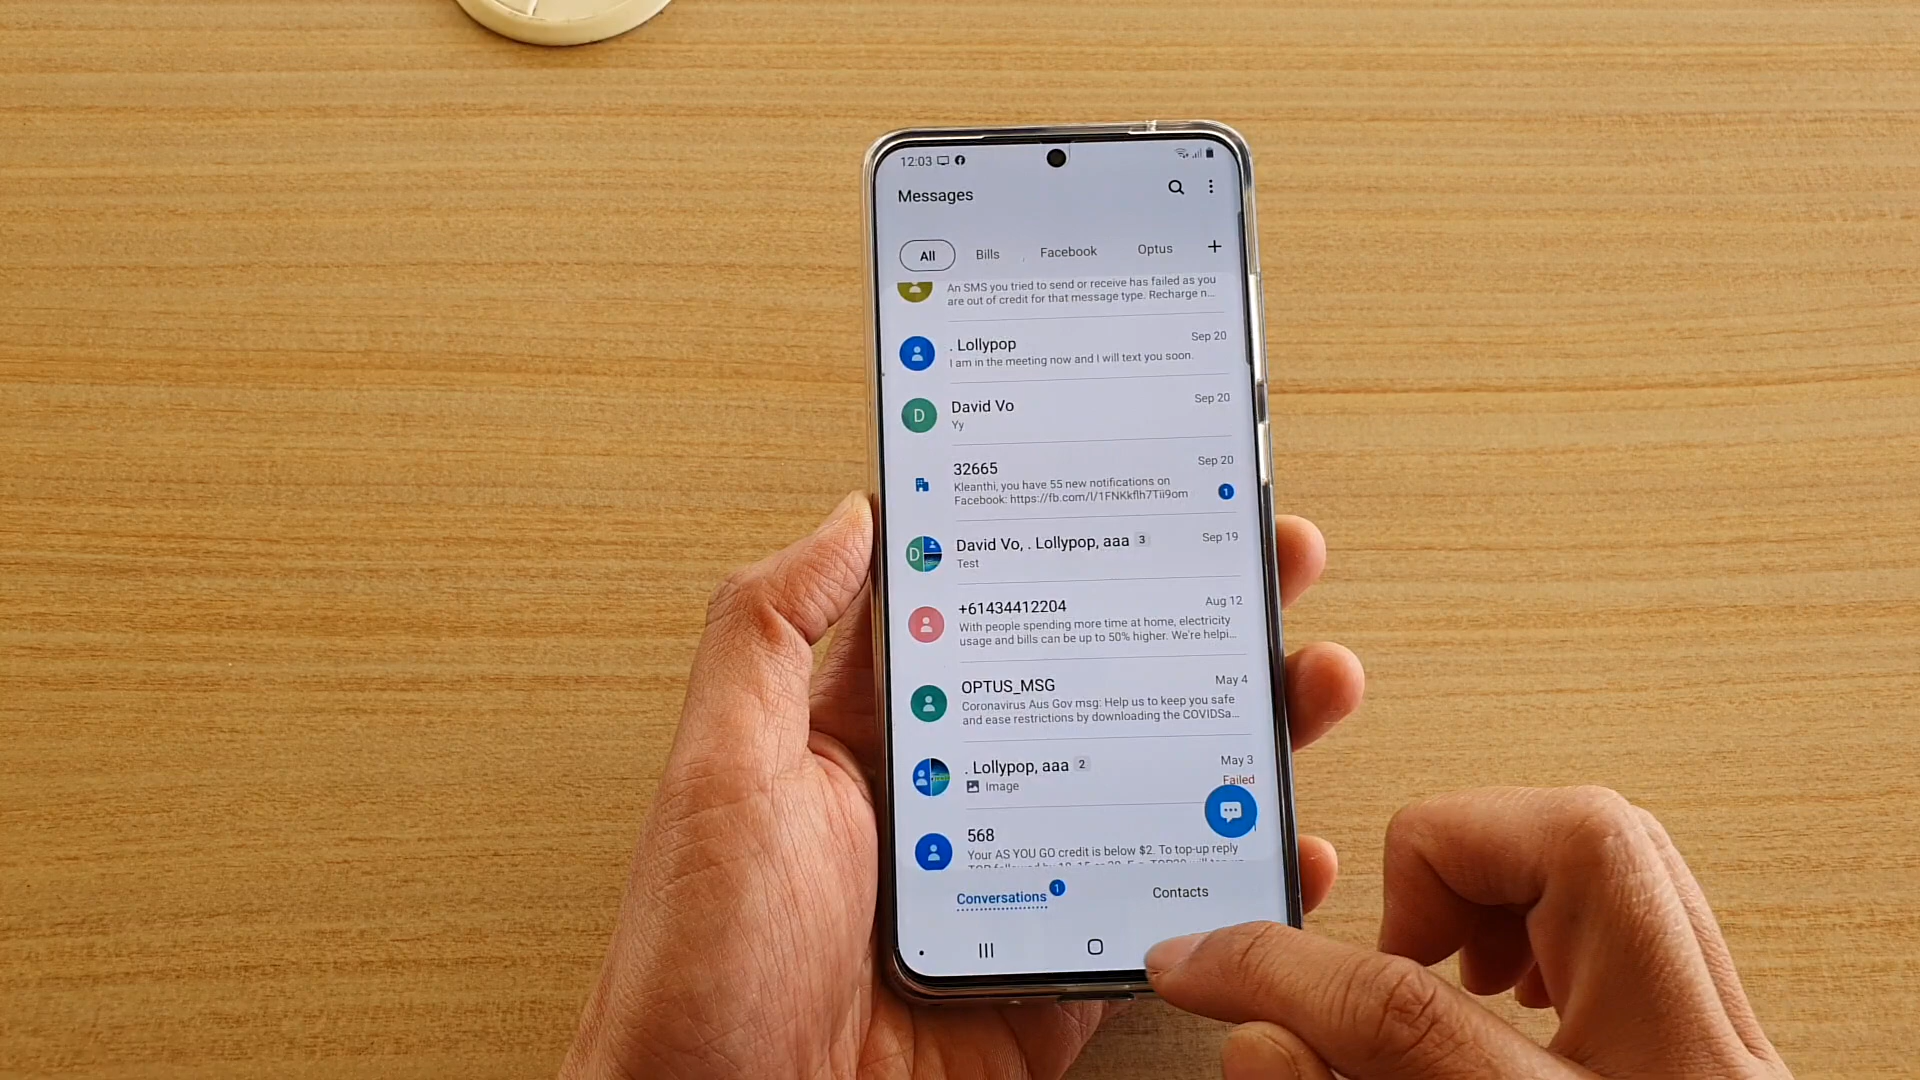 12:03
Messages
All Bills Facebook Optus +
An SMS you tried to send or receive has failed as you
are out of credit for that message type. Recharge n...
. Lollypop Sep 20
I am in the meeting now and I will text you soon.
D David Vo Sep 20
Yy
32665 Sep 20
Kleanthi, you have 55 new notifications on
Facebook: https://fb.com/l/1FNKkflh7Tii9om 1
D David Vo, . Lollypop, aaa 3 Sep 19
Test
+61434412204 Aug 12
With people spending more time at home, electricity
usage and bills can be up to 50% higher. We're helpi...
OPTUS_MSG May 4
Coronavirus Aus Gov msg: Help us to keep you safe
and ease restrictions by downloading the COVIDSa...
. Lollypop, aaa 2 May 3
Image Failed
568
Your AS YOU GO credit is below $2. To top-up reply
Conversations 1 Contacts